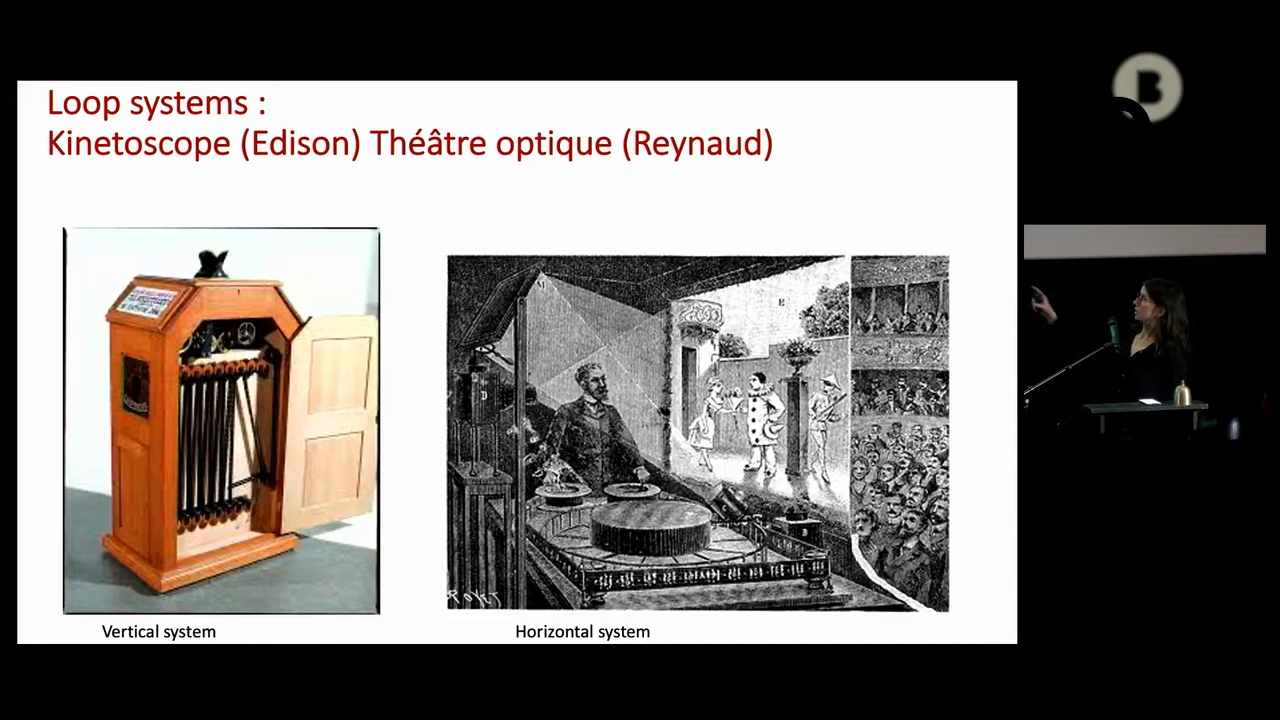 Loop systems :
Kinetoscope (Edison) Théâtre optique (Reynaud)
Vertical system
Horizontal system
B